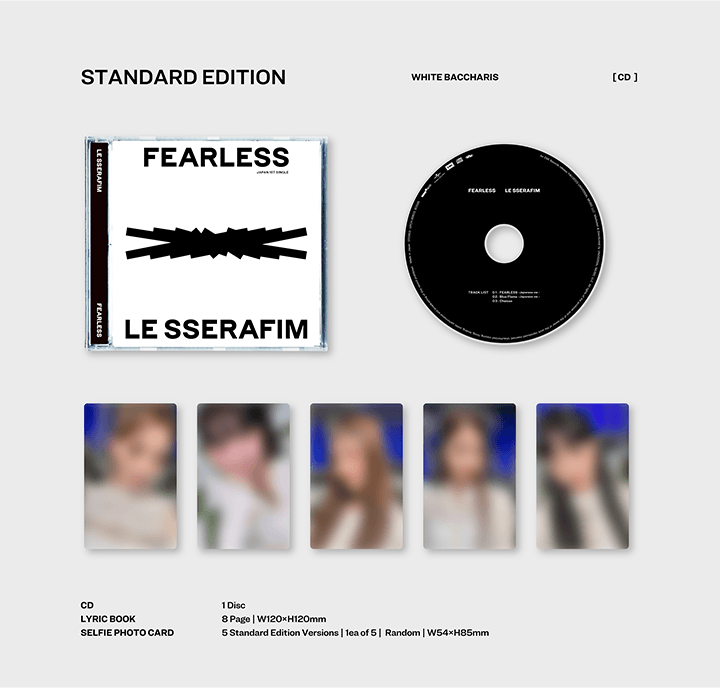 STANDARD EDITION
WHITE BACCHARIS
[ CD ]
LE SSERAFIM
FEARLESS
FEARLESS
JAPAN 1ST SINGLE
LE SSERAFIM
FEARLESS LE SSERAFIM
TRACK LIST 01 FEARLESS -Japanese ver.-
02 Blue Flame -Japanese ver.-
03 Choices
CD 1 Disc
LYRIC BOOK 8 Page | W120×H120mm
SELFIE PHOTO CARD 5 Standard Edition Versions | 1ea of 5 | Random | W54×H85mm